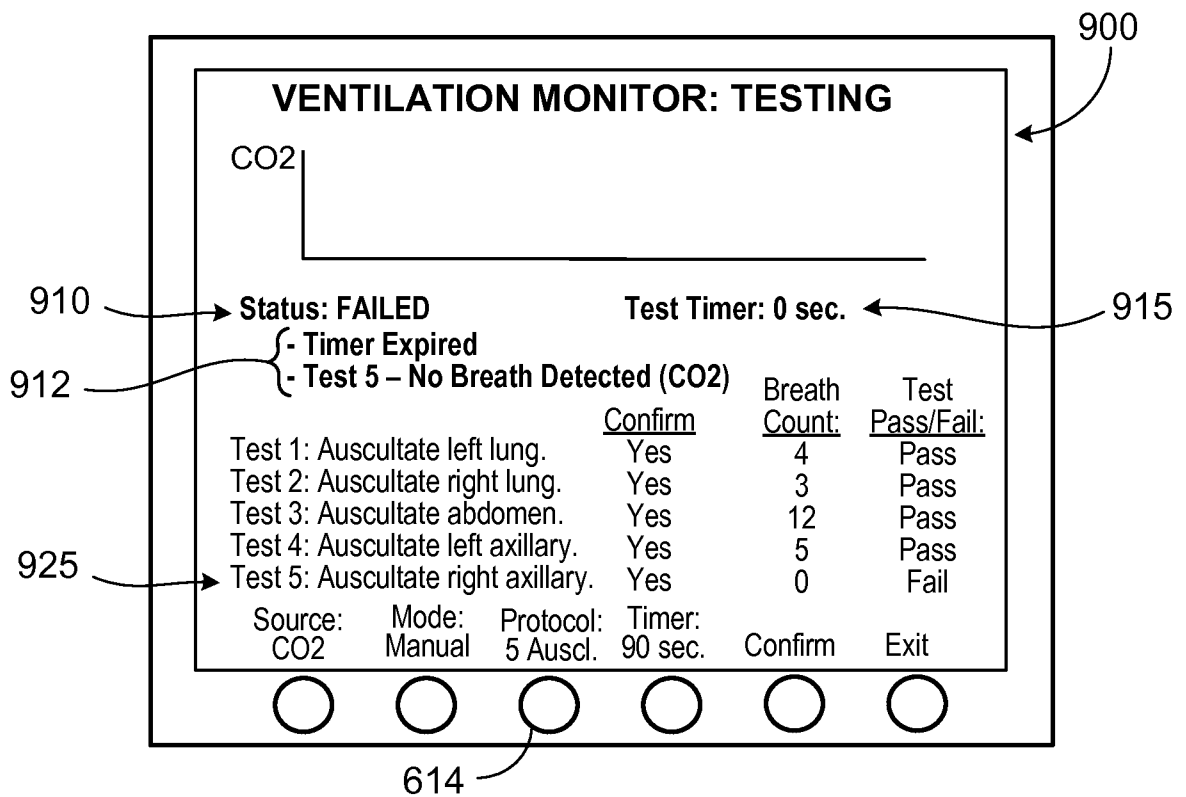 900
VENTILATION MONITOR: TESTING
CO2
910
Status: FAILED
Test Timer: 0 sec.
915
912
- Timer Expired
- Test 5 – No Breath Detected (CO2)
Confirm
Breath Count:
Test Pass/Fail:
Test 1: Auscultate left lung. Yes 4 Pass
Test 2: Auscultate right lung. Yes 3 Pass
Test 3: Auscultate abdomen. Yes 12 Pass
Test 4: Auscultate left axillary. Yes 5 Pass
925
Test 5: Auscultate right axillary. Yes 0 Fail
Source: Mode: Protocol: Timer:
CO2 Manual 5 Auscl. 90 sec. Confirm Exit
614